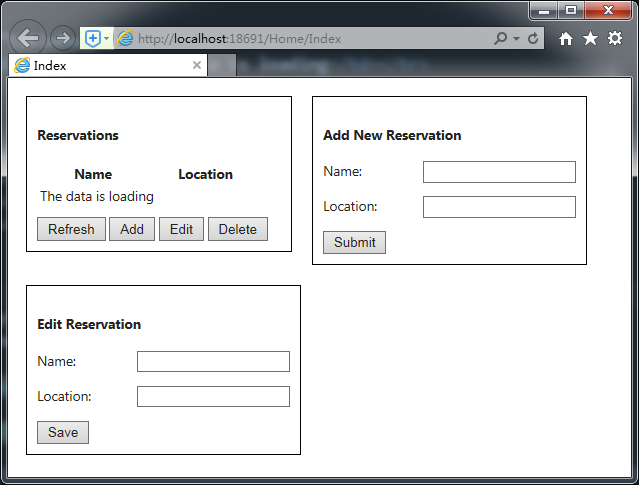 http://localhost:18691/Home/Index
Index
Reservations
Name Location
The data is loading
Refresh Add Edit Delete
Add New Reservation
Name:
Location:
Submit
Edit Reservation
Name:
Location:
Save